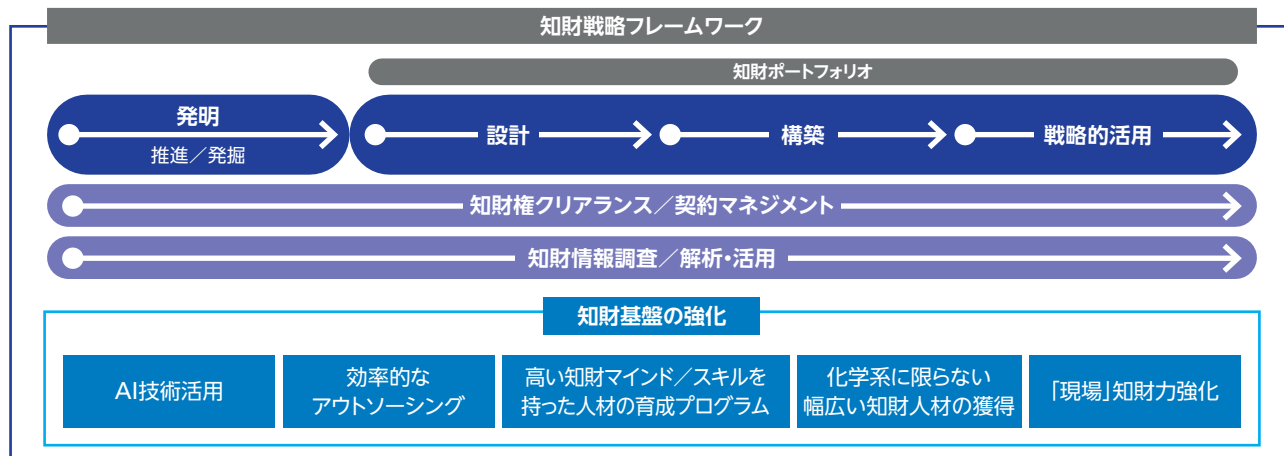 知財戦略フレームワーク
知財ポートフォリオ
発明
推進／発掘
設計
構築
戦略的活用
知財権クリアランス／契約マネジメント
知財情報調査／解析・活用
知財基盤の強化
AI技術活用
効率的な
アウトソーシング
高い知財マインド／スキルを
持った人材の育成プログラム
化学系に限らない
幅広い知財人材の獲得
「現場」知財力強化